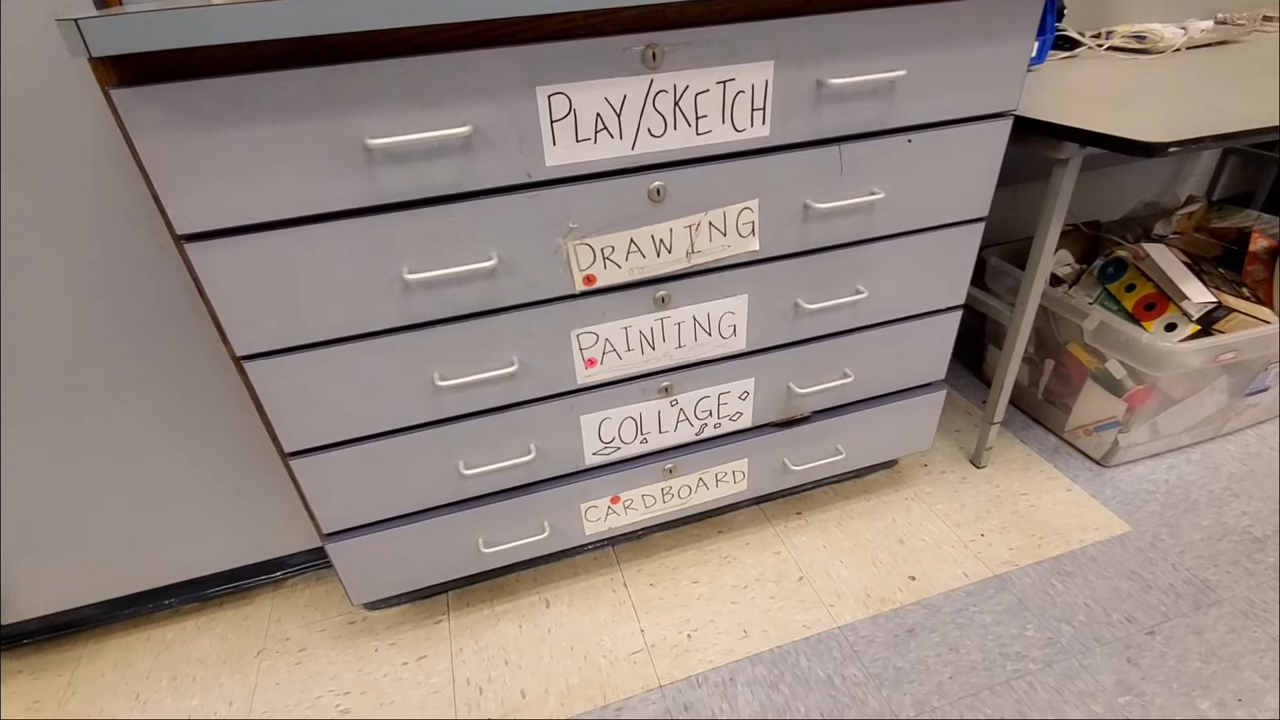 PLAY/SKETCH
DRAWING
PAINTING
COLLAGE
CARDBOARD